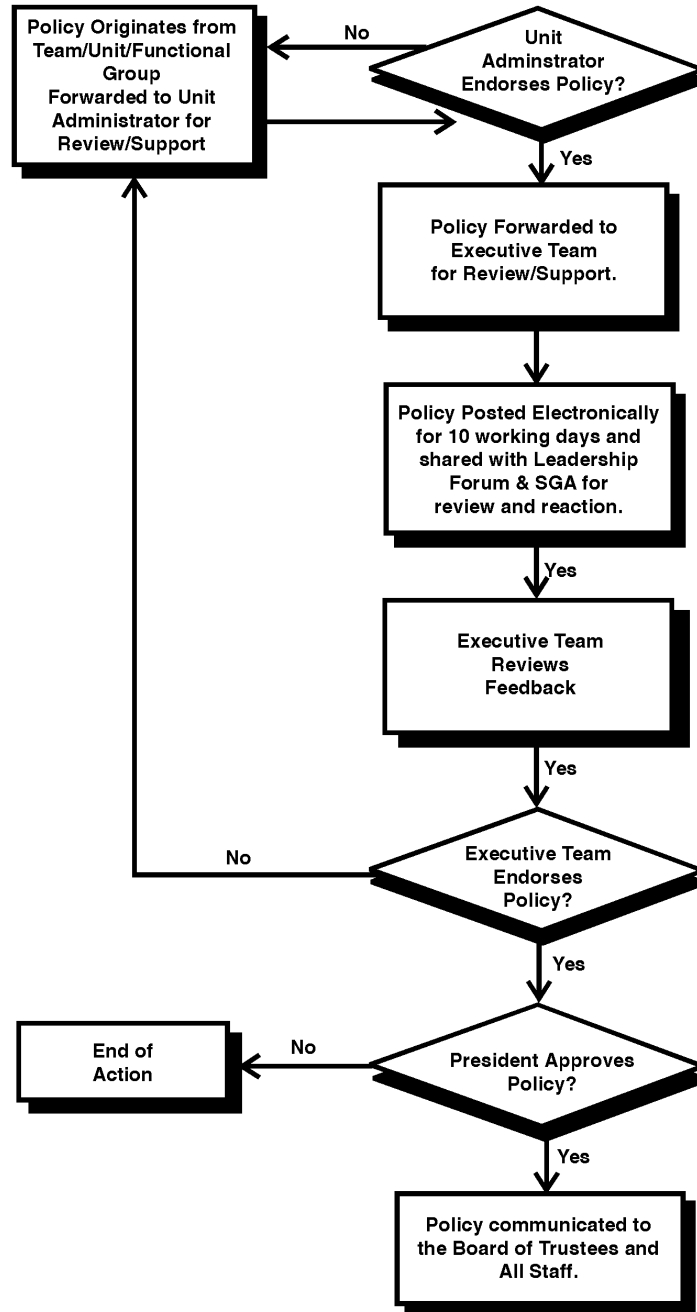 Policy Originates from
Team/Unit/Functional
Group
Forwarded to Unit
Administrator for
Review/Support
No
Unit
Adminstrator
Endorses Policy?
Yes
Policy Forwarded to
Executive Team
for Review/Support.
Policy Posted Electronically
for 10 working days and
shared with Leadership
Forum & SGA for
review and reaction.
Yes
Executive Team
Reviews
Feedback
Yes
Executive Team
Endorses
Policy?
No
Yes
President Approves
Policy?
No
End of
Action
Yes
Policy communicated to
the Board of Trustees and
All Staff.